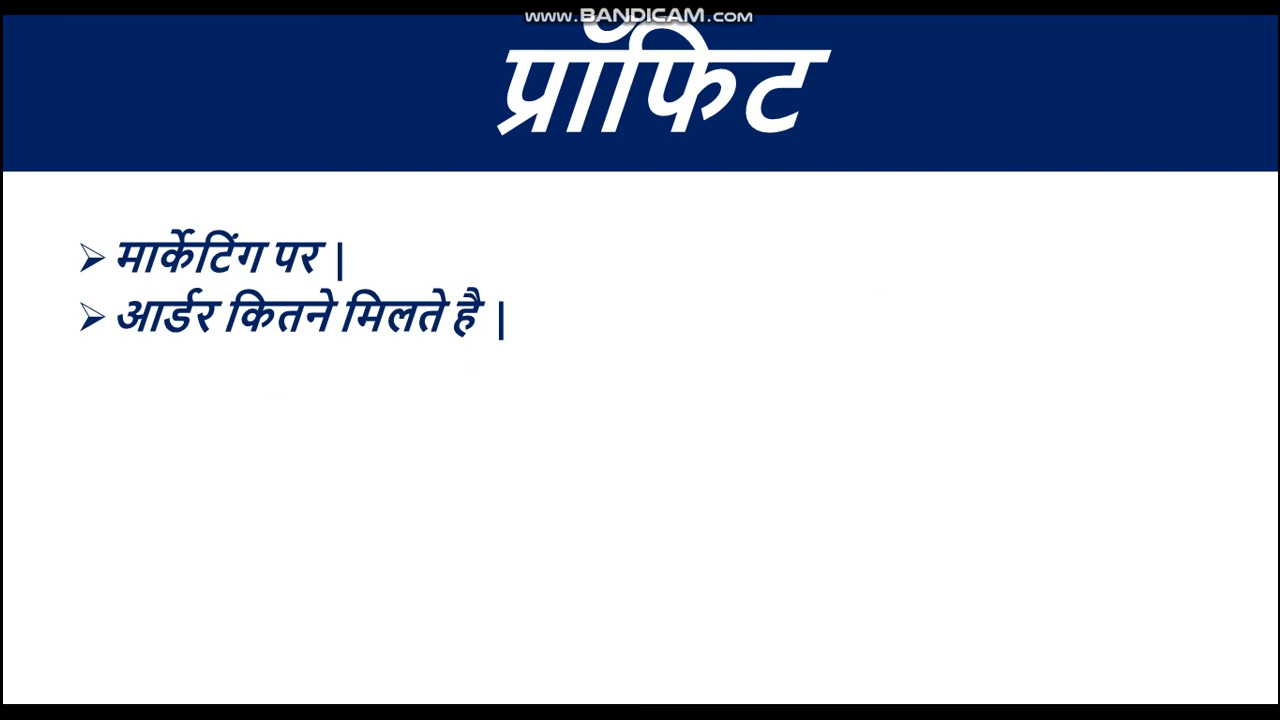 www.BANDICAM.com
प्रॉफिट
➢ मार्केटिंग पर |
➢ आर्डर कितने मिलते है |